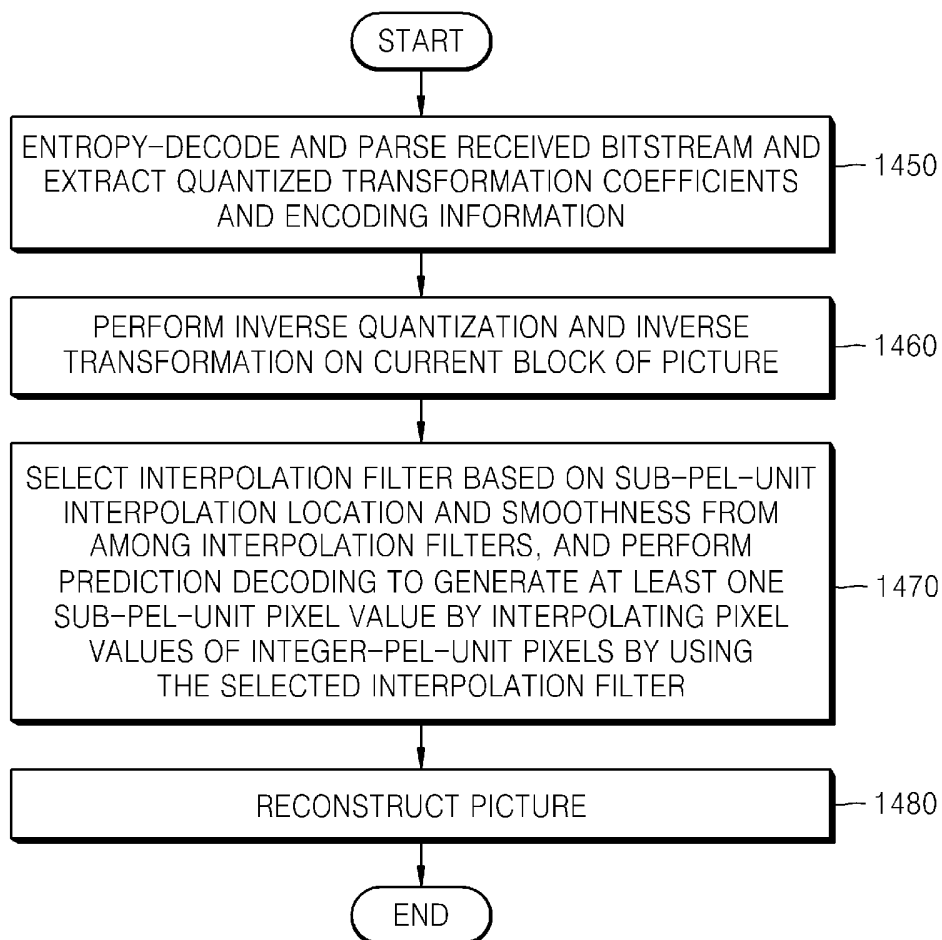 START
ENTROPY-DECODE AND PARSE RECEIVED BITSTREAM AND
EXTRACT QUANTIZED TRANSFORMATION COEFFICIENTS
AND ENCODING INFORMATION
1450
PERFORM INVERSE QUANTIZATION AND INVERSE
TRANSFORMATION ON CURRENT BLOCK OF PICTURE
1460
SELECT INTERPOLATION FILTER BASED ON SUB-PEL-UNIT
INTERPOLATION LOCATION AND SMOOTHNESS FROM
AMONG INTERPOLATION FILTERS, AND PERFORM
PREDICTION DECODING TO GENERATE AT LEAST ONE
SUB-PEL-UNIT PIXEL VALUE BY INTERPOLATING PIXEL
VALUES OF INTEGER-PEL-UNIT PIXELS BY USING
THE SELECTED INTERPOLATION FILTER
1470
RECONSTRUCT PICTURE
1480
END